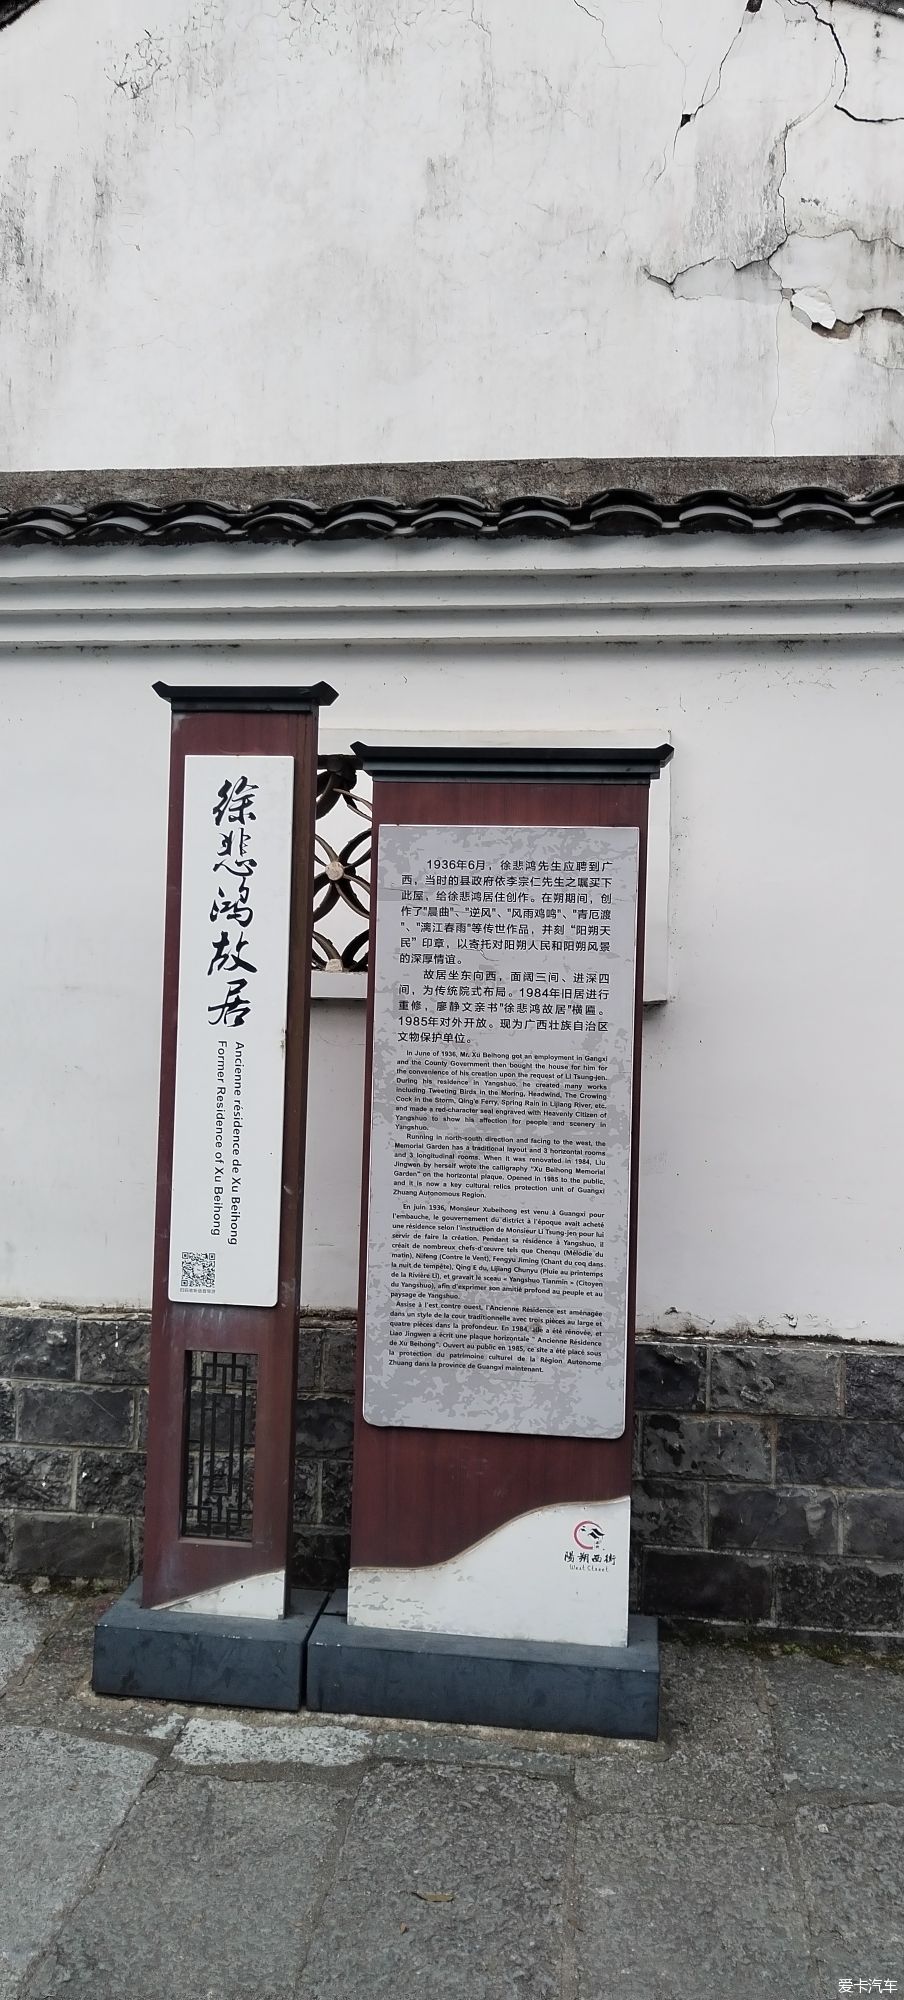 徐悲鸿故居
Ancienne résidence de Xu Beihong
Former Residence of Xu Beihong
1936年6月，徐悲鸿先生应聘到广
西，当时的县政府依李宗仁先生之嘱买下
此屋，给徐悲鸿居住创作。在朔期间，创
作了"晨曲"、"逆风"、"风雨鸡鸣"、"青厄渡
"、"漓江春雨"等传世作品，并刻“阳朔天
民”印章，以寄托对阳朔人民和阳朔风景
的深厚情谊。
故居坐东向西，面阔三间、进深四
间，为传统院式布局。1984年旧居进行
重修，廖静文亲书"徐悲鸿故居"横匾。
1985年对外开放。现为广西壮族自治区
文物保护单位。
In June of 1936, Mr. Xu Beihong got an employment in Gangxi
and the County Government then bought the house for him for
the convenience of his creation upon the request of Li Tsung-jen.
During his residence in Yangshuo, he created many works
including Tweeting Birds in the Moring, Headwind, The Crowing
Cock in the Storm, Qing'e Ferry, Spring Rain in Lijiang River, etc.
and made a red-character seal engraved with Heavenly Citizen of
Yangshuo to show his affection for people and scenery in
Yangshuo.
Running in north-south direction and facing to the west, the
Memorial Garden has a traditional layout and 3 horizontal rooms
and 3 longitudinal rooms. When it was renovated in 1984, Liu
Jingwen by herself wrote the calligraphy "Xu Beihong Memorial
Garden" on the horizontal plaque. Opened in 1985 to the public,
and it is now a key cultural relics protection unit of Guangxi
Zhuang Autonomous Region.
En juin 1936, Monsieur Xubeihong est venu à Guangxi pour
l'embauche, le gouvernement du district à l'époque avait acheté
une résidence selon l'instruction de Monsieur Li Tsung-jen pour lui
servir de faire la création. Pendant sa résidence à Yangshuo, il
créait de nombreux chefs-d'œuvre tels que Chenqu (Mélodie du
matin), Nifeng (Contre le Vent), Fengyu Jiming (Chant du coq dans
la nuit de tempête), Qing E du, Lijiang Chunyu (Pluie au printemps
de la Rivière Li), et gravait le sceau « Yangshuo Tianmin » (Citoyen
du Yangshuo), afin d'exprimer son amitié profond au peuple et au
paysage de Yangshuo.
Assise à l'est contre ouest, l'Ancienne Résidence est aménagée
dans un style de la cour traditionnelle avec trois pièces au large et
quatre pièces dans la profondeur. En 1984, elle a été rénovée, et
Liao Jingwen a écrit une plaque horizontale " Ancienne Résidence
de Xu Beihong". Ouvert au public en 1985, ce site a été placé sous
la protection du patrimoine culturel de la Région Autonome
Zhuang dans la province de Guangxi maintenant.
陽朔西街
West Street
爱卡汽车